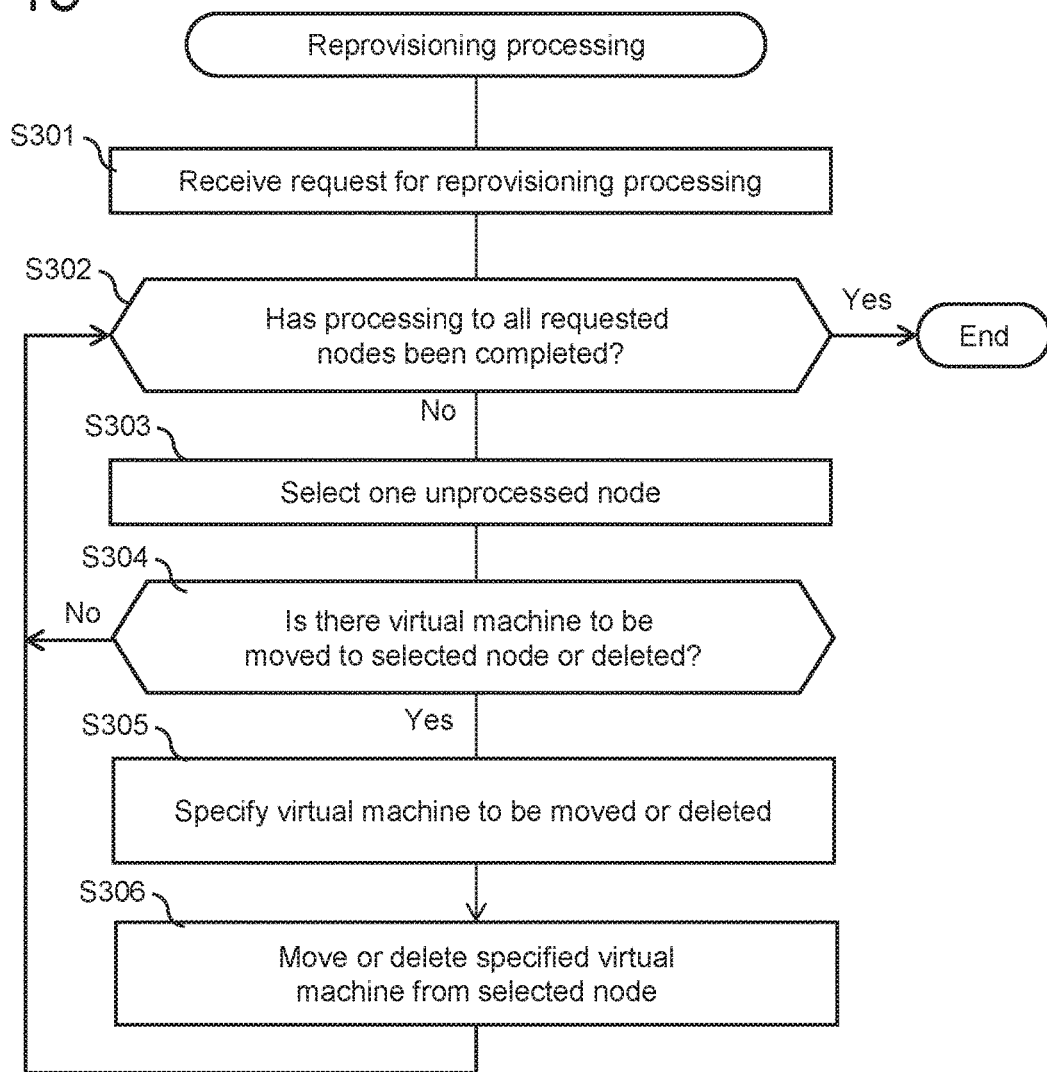 Reprovisioning processing
S301
Receive request for reprovisioning processing
S302
Has processing to all requested
nodes been completed?
Yes
End
No
S303
Select one unprocessed node
S304
No
Is there virtual machine to be
moved to selected node or deleted?
Yes
S305
Specify virtual machine to be moved or deleted
S306
Move or delete specified virtual
machine from selected node